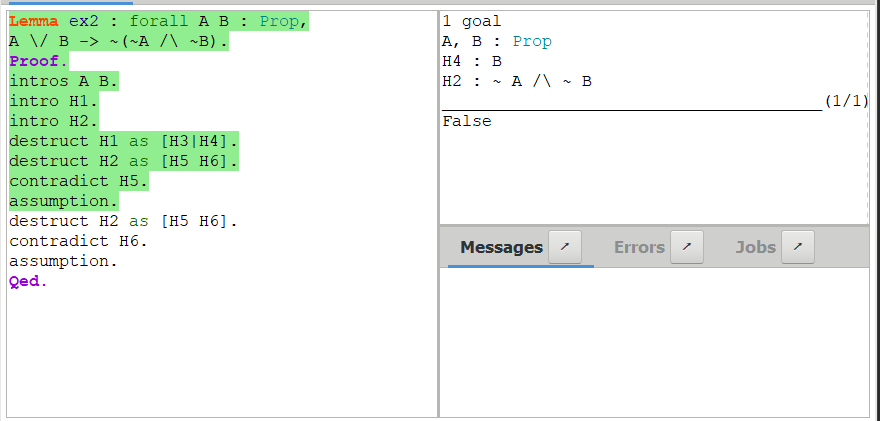 Lemma ex2 : forall A B : Prop,
A \/ B -> ~(~A /\ ~B).
Proof.
intros A B.
intro H1.
intro H2.
destruct H1 as [H3|H4].
destruct H2 as [H5 H6].
contradict H5.
assumption.
destruct H2 as [H5 H6].
contradict H6.
assumption.
Qed.
1 goal
A, B : Prop
H4 : B
H2 : ~ A /\ ~ B
______________________________________(1/1)
False
Messages Errors Jobs